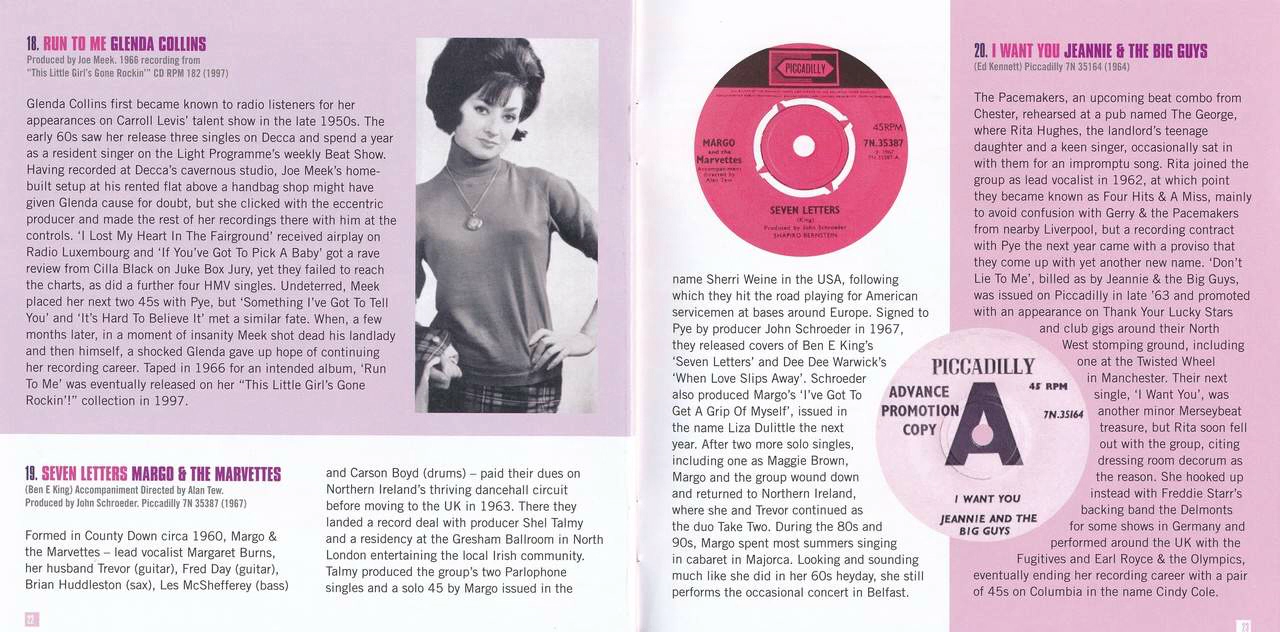 18. RUN TO ME GLENDA COLLINS
Produced by Joe Meek. 1966 recording from
"This Little Girl's Gone Rockin'" CD RPM 182 (1997)
Glenda Collins first became known to radio listeners for her
appearances on Carroll Levis' talent show in the late 1950s. The
early 60s saw her release three singles on Decca and spend a year
as a resident singer on the Light Programme's weekly Beat Show.
Having recorded at Decca's cavernous studio, Joe Meek's home-
built setup at his rented flat above a handbag shop might have
given Glenda cause for doubt, but she clicked with the eccentric
producer and made the rest of her recordings there with him at the
controls. 'I Lost My Heart In The Fairground' received airplay on
Radio Luxembourg and 'If You've Got To Pick A Baby' got a rave
review from Cilla Black on Juke Box Jury, yet they failed to reach
the charts, as did a further four HMV singles. Undeterred, Meek
placed her next two 45s with Pye, but 'Something I've Got To Tell
You' and 'It's Hard To Believe It' met a similar fate. When, a few
months later, in a moment of insanity Meek shot dead his landlady
and then himself, a shocked Glenda gave up hope of continuing
her recording career. Taped in 1966 for an intended album, 'Run
To Me' was eventually released on her "This Little Girl's Gone
Rockin'!" collection in 1997.
19. SEVEN LETTERS MARGO & THE MARVETTES
(Ben E King) Accompaniment Directed by Alan Tew.
Produced by John Schroeder. Piccadilly 7N 35387 (1967)
Formed in County Down circa 1960, Margo &
the Marvettes – lead vocalist Margaret Burns,
her husband Trevor (guitar), Fred Day (guitar),
Brian Huddleston (sax), Les McShefferey (bass)
and Carson Boyd (drums) – paid their dues on
Northern Ireland's thriving dancehall circuit
before moving to the UK in 1963. There they
landed a record deal with producer Shel Talmy
and a residency at the Gresham Ballroom in North
London entertaining the local Irish community.
Talmy produced the group's two Parlophone
singles and a solo 45 by Margo issued in the
22
PICCADILLY
45RPM
MARGO
and the
Marvettes
Accompaniment
directed by
Alan Tew
7N.35387
℗ 1967
7N.35387-A
SEVEN LETTERS
(King)
Produced by John Schroeder
SHAPIRO BERNSTEIN
name Sherri Weine in the USA, following
which they hit the road playing for American
servicemen at bases around Europe. Signed to
Pye by producer John Schroeder in 1967,
they released covers of Ben E King's
'Seven Letters' and Dee Dee Warwick's
'When Love Slips Away'. Schroeder
also produced Margo's 'I've Got To
Get A Grip Of Myself', issued in
the name Liza Dulittle the next
year. After two more solo singles,
including one as Maggie Brown,
Margo and the group wound down
and returned to Northern Ireland,
where she and Trevor continued as
the duo Take Two. During the 80s and
90s, Margo spent most summers singing
in cabaret in Majorca. Looking and sounding
much like she did in her 60s heyday, she still
performs the occasional concert in Belfast.
20. I WANT YOU JEANNIE & THE BIG GUYS
(Ed Kennett) Piccadilly 7N 35164 (1964)
The Pacemakers, an upcoming beat combo from
Chester, rehearsed at a pub named The George,
where Rita Hughes, the landlord's teenage
daughter and a keen singer, occasionally sat in
with them for an impromptu song. Rita joined the
group as lead vocalist in 1962, at which point
they became known as Four Hits & A Miss, mainly
to avoid confusion with Gerry & the Pacemakers
from nearby Liverpool, but a recording contract
with Pye the next year came with a proviso that
they come up with yet another new name. 'Don't
Lie To Me', billed as by Jeannie & the Big Guys,
was issued on Piccadilly in late '63 and promoted
with an appearance on Thank Your Lucky Stars
and club gigs around their North
West stomping ground, including
one at the Twisted Wheel
in Manchester. Their next
single, 'I Want You', was
another minor Merseybeat
treasure, but Rita soon fell
out with the group, citing
dressing room decorum as
the reason. She hooked up
instead with Freddie Starr's
backing band the Delmonts
for some shows in Germany and
performed around the UK with the
Fugitives and Earl Royce & the Olympics,
eventually ending her recording career with a pair
of 45s on Columbia in the name Cindy Cole.
PICCADILLY
ADVANCE
PROMOTION
COPY
A
45 RPM
7N.35164
I WANT YOU
JEANNIE AND THE
BIG GUYS
23